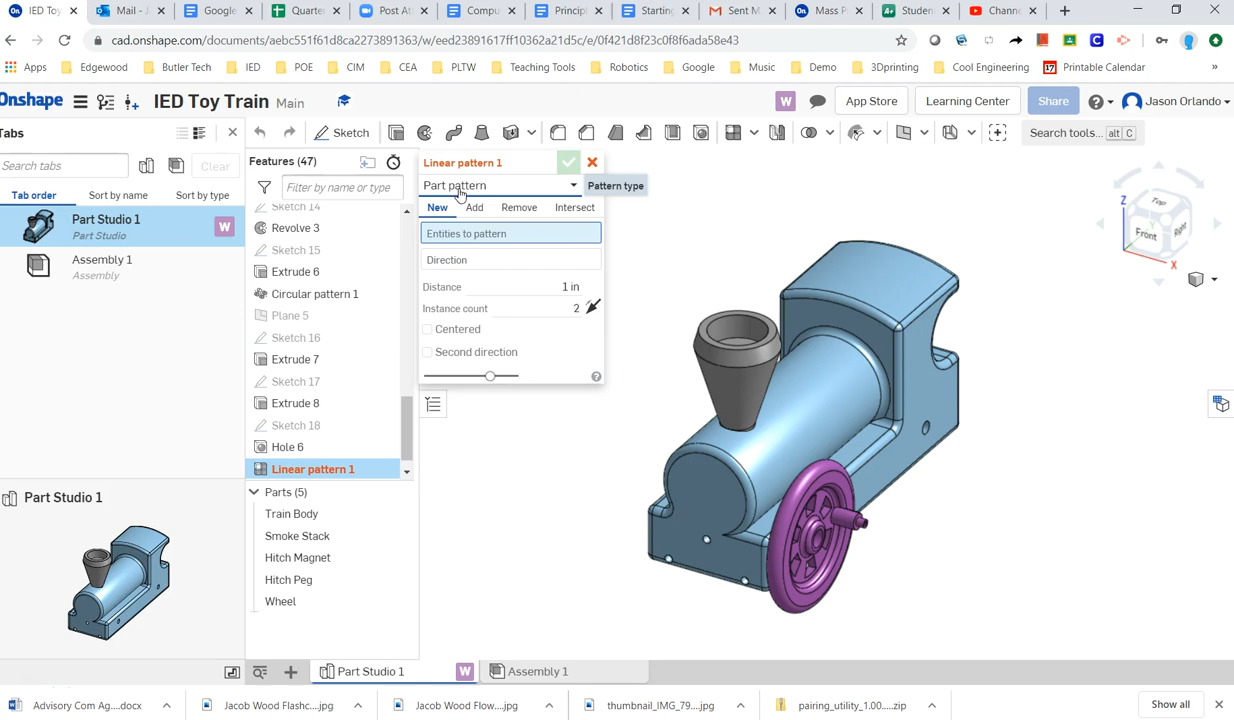 IED Toy
Mail - J
Google
Quarte
Post At
Compu
Princip
Starting
Sent M
Mass P
Studen
Channe
cad.onshape.com/documents/aebc551f61d8ca2273891363/w/eed23891617ff10362a21d5c/e/0f421d8f23c0f8f6ada58e43
Apps
Edgewood
Butler Tech
IED
POE
CIM
CEA
PLTW
Teaching Tools
Robotics
Google
Music
Demo
3Dprinting
Cool Engineering
17 Printable Calendar
»
Onshape
IED Toy Train Main
W
App Store
Learning Center
Share
Jason Orlando
Tabs
Sketch
Search tools... alt C
Search tabs
Clear
Features (47)
Filter by name or type
Tab order
Sort by name
Sort by type
Part Studio 1
Part Studio
W
Assembly 1
Assembly
Sketch 14
Revolve 3
Sketch 15
Extrude 6
Circular pattern 1
Plane 5
Sketch 16
Extrude 7
Sketch 17
Extrude 8
Sketch 18
Hole 6
Linear pattern 1
Parts (5)
Train Body
Smoke Stack
Hitch Magnet
Hitch Peg
Wheel
Linear pattern 1
Part pattern
Pattern type
New
Add
Remove
Intersect
Entities to pattern
Direction
Distance 1 in
Instance count 2
Centered
Second direction
Z
Top
Y
Front
Right
X
Part Studio 1
Part Studio 1
W
Assembly 1
Advisory Com Ag....docx
Jacob Wood Flashc....jpg
Jacob Wood Flow....jpg
thumbnail_IMG_79....jpg
pairing_utility_1.00.....zip
Show all